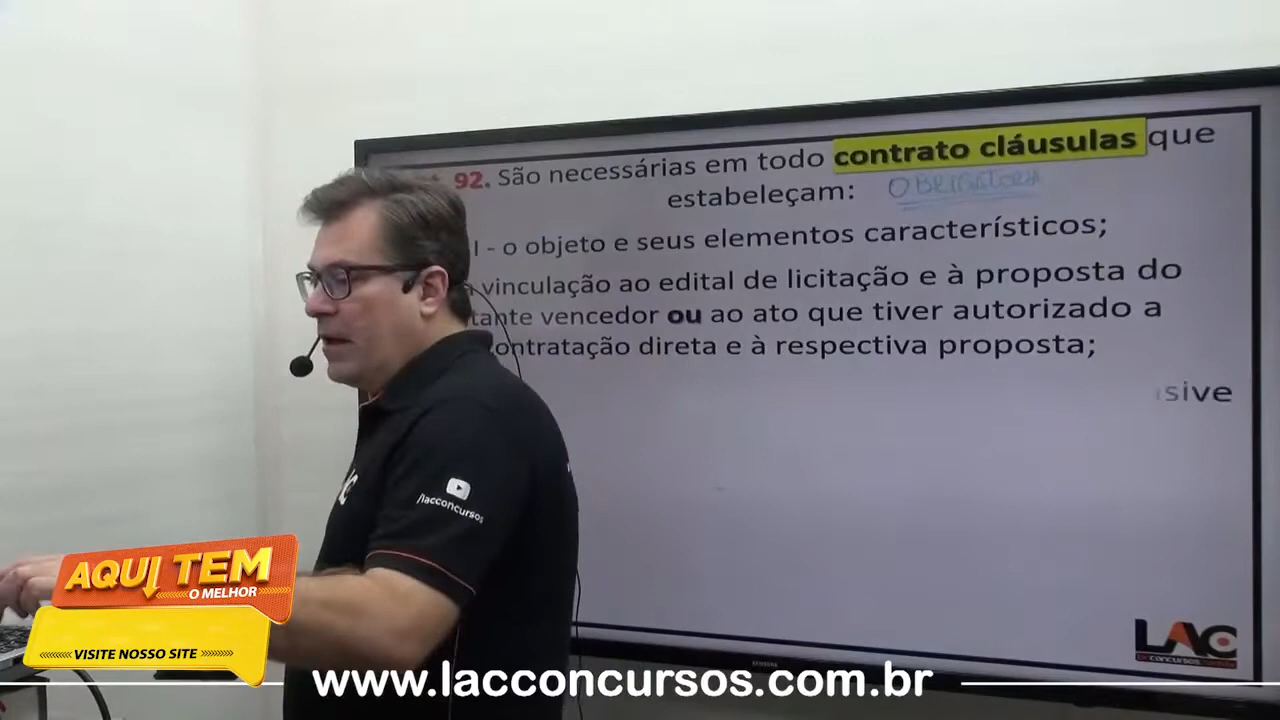 92. São necessárias em todo contrato cláusulas que
estabeleçam: OBRIGATORIA
I - o objeto e seus elementos característicos;
vinculação ao edital de licitação e à proposta do
tante vencedor ou ao ato que tiver autorizado a
contratação direta e à respectiva proposta;
sive
/lacconcursos
AQUI TEM
O MELHOR
VISITE NOSSO SITE
LAC
www.lacconcursos.com.br